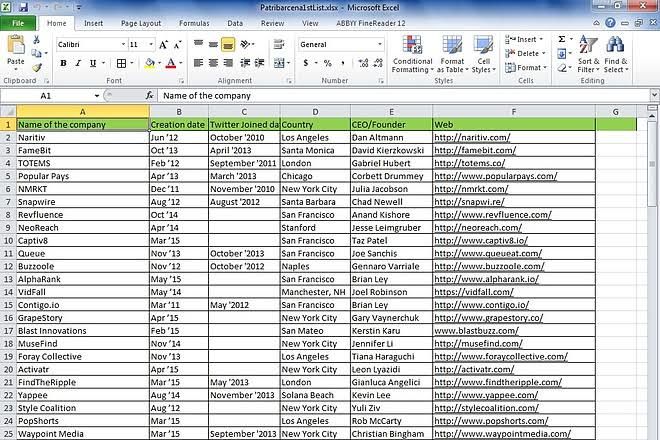 Patribarcena1stList.xlsx - Microsoft Excel
File Home Insert Page Layout Formulas Data Review View ABBYY FineReader 12
Paste
Calibri 11 General
B I U
$ % ,
Conditional Formatting Format as Table Cell Styles
Insert Delete Format
Sort & Filter Find & Select
Clipboard Font Alignment Number Styles Cells Editing
A1 fx Name of the company
A B C D E F G
1 Name of the company Creation date Twitter Joined da Country CEO/Founder Web
2 Naritiv Jun '12 October '2010 Los Angeles Dan Altmann http://naritiv.com/
3 FameBit Oct '13 April '2013 Santa Monica David Kierzkowski http://famebit.com/
4 TOTEMS Feb '12 September '2011 London Gabriel Hubert http://totems.co/
5 Popular Pays Apr '13 March '2013 Chicago Corbett Drummey http://www.popularpays.com/
6 NMRKT Dec '11 November '2010 New York City Julia Jacobson http://nmrkt.com/
7 Snapwire Aug '12 August '2012 Santa Barbara Chad Newell http://snapwi.re/
8 Revfluence Oct '14 San Francisco Anand Kishore http://www.revfluence.com/
9 NeoReach Apr '14 Stanford Jesse Leimgruber http://neoreach.com/
10 Captiv8 Mar '15 San Francisco Taz Patel http://www.captiv8.io/
11 Queue Nov '13 October '2013 San Francisco Joe Sanchis http://www.queueat.com/
12 Buzzoole Nov '12 October '2012 Naples Gennaro Varriale http://www.buzzoole.com/
13 AlphaRank May '15 San Francisco Brian Ley http://www.alpharank.io/
14 VidFall May '14 Manchester, NH Joel Robinson https://vidfall.com/
15 Contigo.io Mar '11 May '2012 San Francisco Brian Ley http://www.contigo.io/
16 GrapeStory Apr '15 New York City Gary Vaynerchuk http://www.grapestory.co/
17 Blast Innovations Feb '15 San Mateo Kerstin Karu www.blastbuzz.com/
18 MuseFind Nov '14 New York City Jennifer Li http://musefind.com/
19 Foray Collective Nov '13 Los Angeles Tiana Haraguchi http://www.foraycollective.com/
20 Activatr Apr '15 New York City Leon Lyazidi http://activatr.com/
21 FindTheRipple Mar '15 May '2013 London Gianluca Angelici http://www.findtheripple.com/
22 Yappee Aug '14 November '2013 Solana Beach Kevin Lee http://www.yappee.com/
23 Style Coalition Aug '12 New York City Yuli Ziv http://stylecoalition.com/
24 PopShorts Mar '15 Los Angeles Rob McCarty http://www.popshorts.com/
25 Waypoint Media Mar '15 September '2013 New York City Christian Bingham http://www.waypointmedia.com/